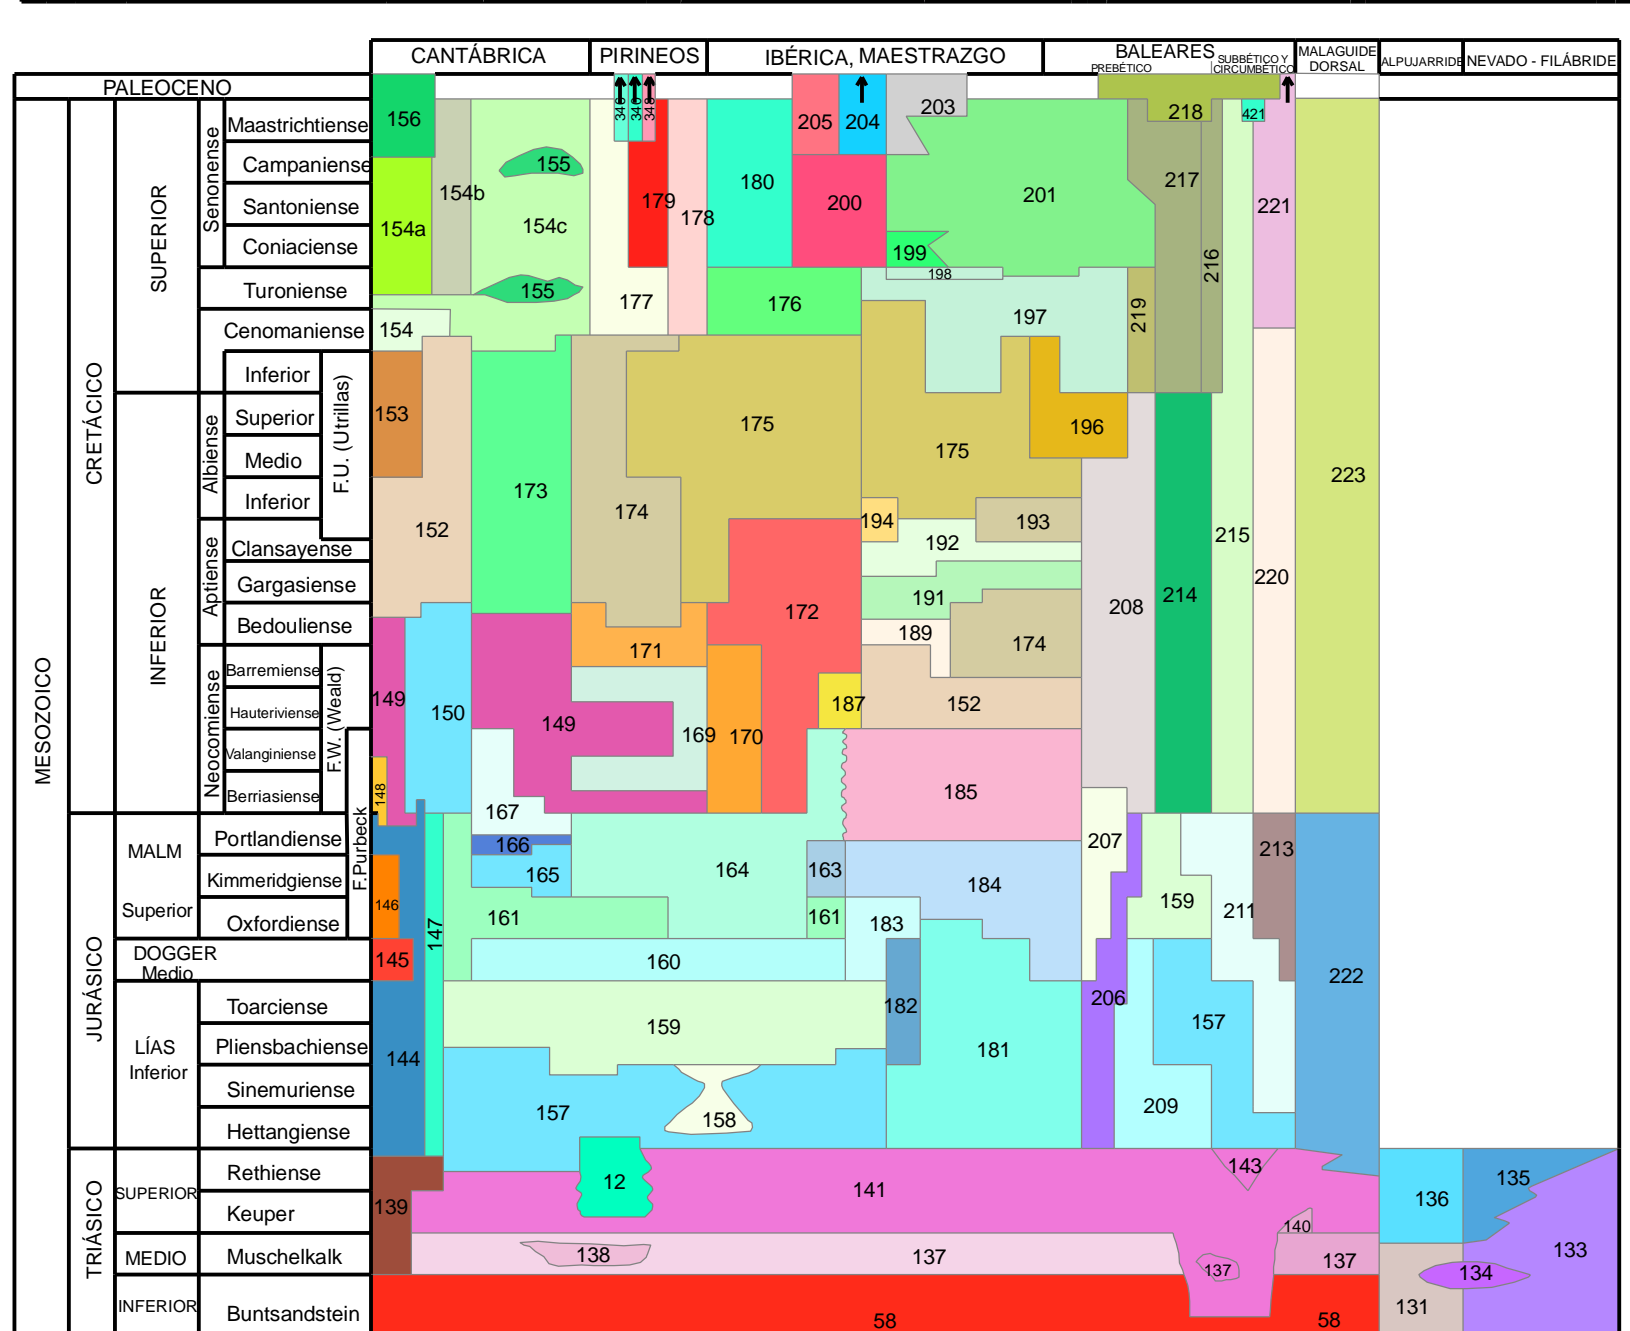 CANTÁBRICA PIRINEOS IBÉRICA, MAESTRAZGO BALEARES MALAGUIDE
PREBÉTICO SUBBÉTICO Y CIRCUMBÉTICO DORSAL ALPUJARRIDE NEVADO - FILÁBRIDE
PALEOCENO
MESOZOICO
CRETÁCICO
SUPERIOR
Senonense
Maastrichtiense
Campaniense
Santoniense
Coniaciense
Turoniense
Cenomaniense
Inferior
INFERIOR
Albiense
Superior
Medio
Inferior
F.U. (Utrillas)
Aptiense
Clansayense
Gargasiense
Bedouliense
Neocomiense
Barremiense
Hauteriviense
Valanginiense
Berriasiense
F.W. (Weald)
F.Purbeck
JURÁSICO
MALM
Superior
Portlandiense
Kimmeridgiense
Oxfordiense
DOGGER
Medio
LÍAS
Inferior
Toarciense
Pliensbachiense
Sinemuriense
Hettangiense
TRIÁSICO
SUPERIOR
Rethiense
Keuper
MEDIO
Muschelkalk
INFERIOR
Buntsandstein
156 205 204 203 218 421
154a 154b 155 154c 155 179 178 180 200 201 199 198 217 216 221
154 177 176 197 219
153 175 175 196 223
152 173 174 194 193 192 215
172 191 208 214 220
171 189 174
149 150 149 169 170 187 152
148 167 185
166 165 164 163 184 207 213
146 147 161 161 183 159 211
145 160 222
144 159 182 206 157
157 158 181 209
12 141 143 136 135
139 140
138 137 137 137 133
134
58 58 131